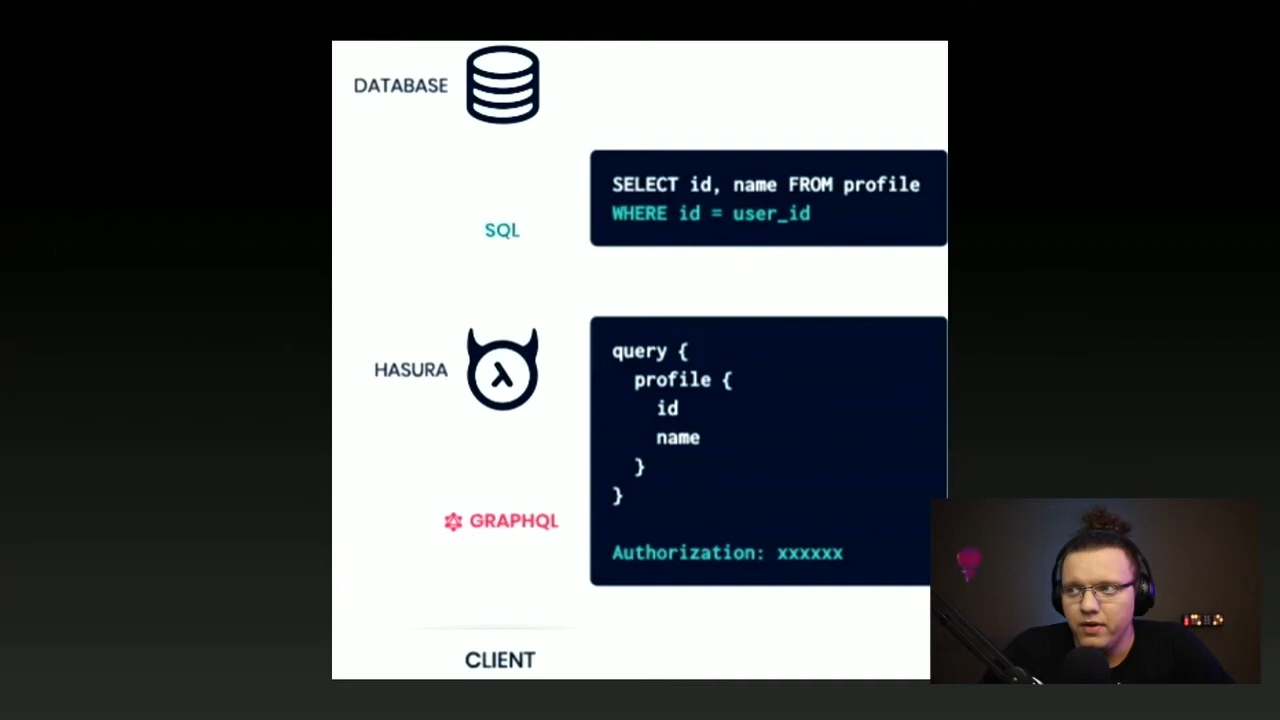 DATABASE
SELECT id, name FROM profile
WHERE id = user_id
SQL
HASURA
λ
query {
profile {
id
name
}
}
GRAPHQL
Authorization: xxxxxx
CLIENT